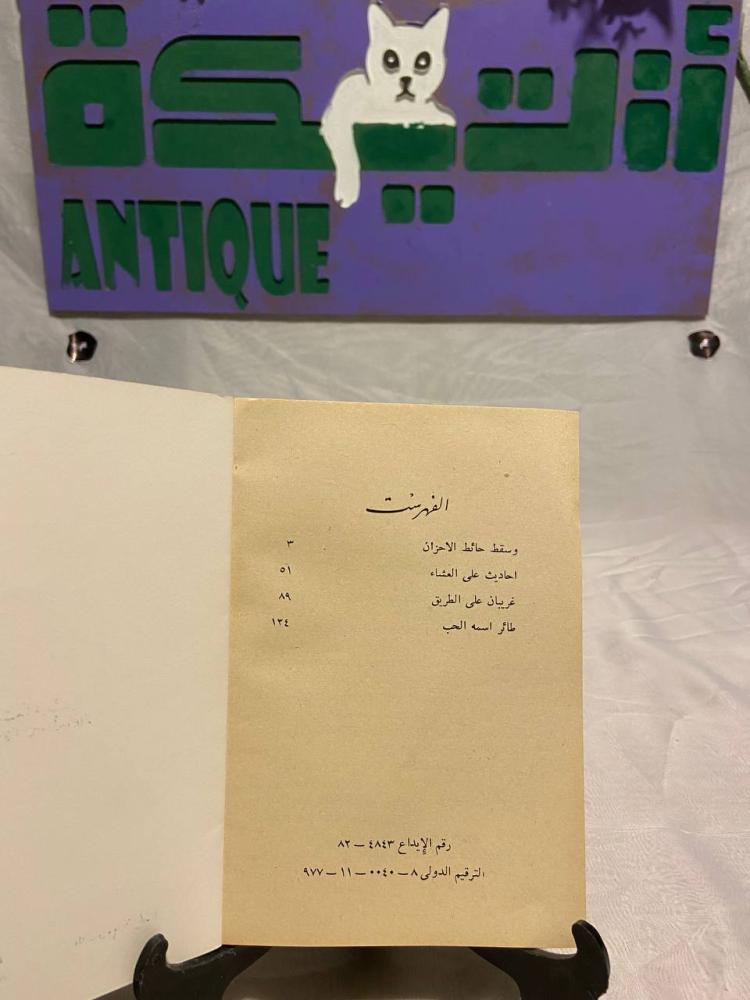 أنتيكة
ANTIQUE
الفهرست
وسقط حائط الاحزان ٣
احاديث على العشاء ٥١
غريبان على الطريق ٨٩
طائر اسمه الحب ١٣٤
رقم الإيداع ٤٨٤٣ — ٨٢
الترقيم الدولى ٨ — ٠٠٤٠ — ١١ — ٩٧٧